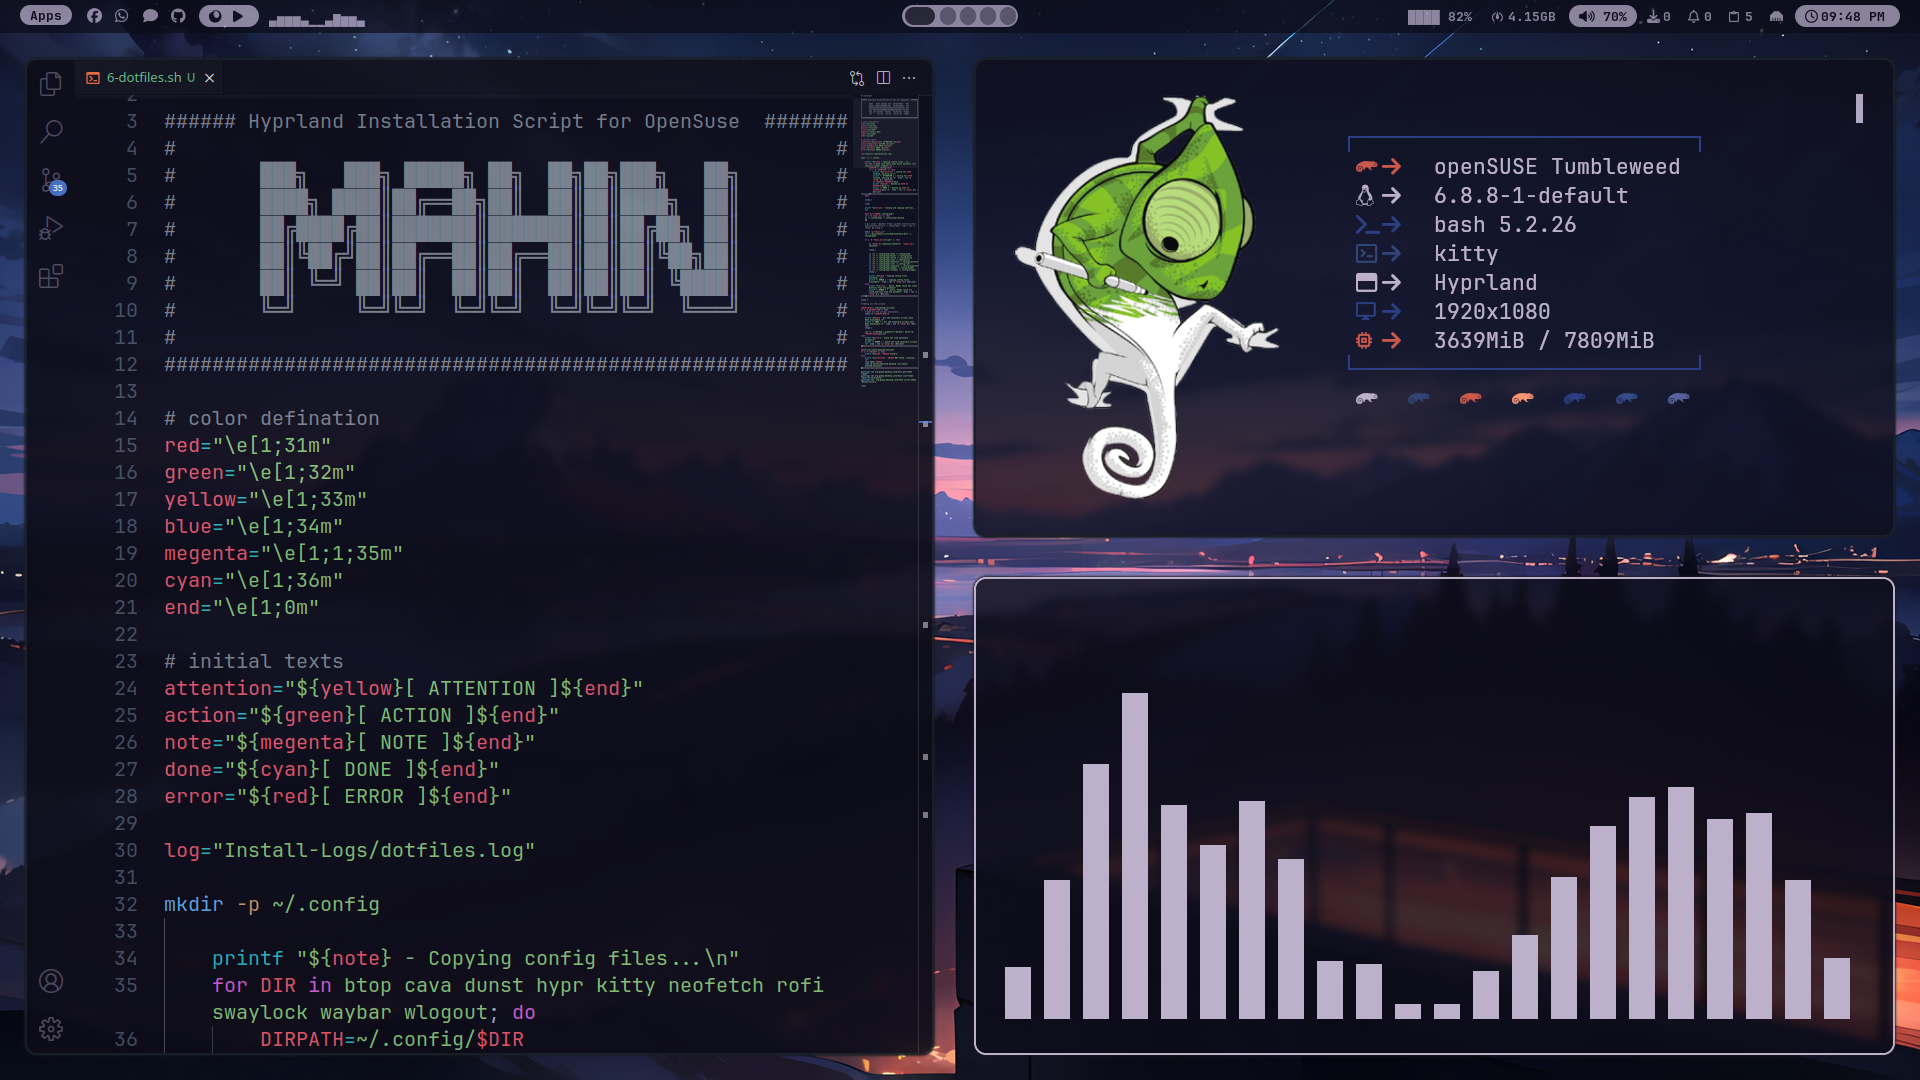 Apps
82%
4.15GB
70%
0
0
5
09:48 PM
6-dotfiles.sh U
2
3 ###### Hyprland Installation Script for OpenSuse #######
4 # #
5 # #
6 # #
7 # #
8 # #
9 # #
10 # #
11 # #
12 #########################################################
13
14 # color defination
15 red="\e[1;31m"
16 green="\e[1;32m"
17 yellow="\e[1;33m"
18 blue="\e[1;34m"
19 megenta="\e[1;1;35m"
20 cyan="\e[1;36m"
21 end="\e[1;0m"
22
23 # initial texts
24 attention="${yellow}[ ATTENTION ]${end}"
25 action="${green}[ ACTION ]${end}"
26 note="${megenta}[ NOTE ]${end}"
27 done="${cyan}[ DONE ]${end}"
28 error="${red}[ ERROR ]${end}"
29
30 log="Install-Logs/dotfiles.log"
31
32 mkdir -p ~/.config
33
34 printf "${note} - Copying config files...\n"
35 for DIR in btop cava dunst hypr kitty neofetch rofi
swaylock waybar wlogout; do
36 DIRPATH=~/.config/$DIR
35
openSUSE Tumbleweed
6.8.8-1-default
bash 5.2.26
kitty
Hyprland
1920x1080
3639MiB / 7809MiB